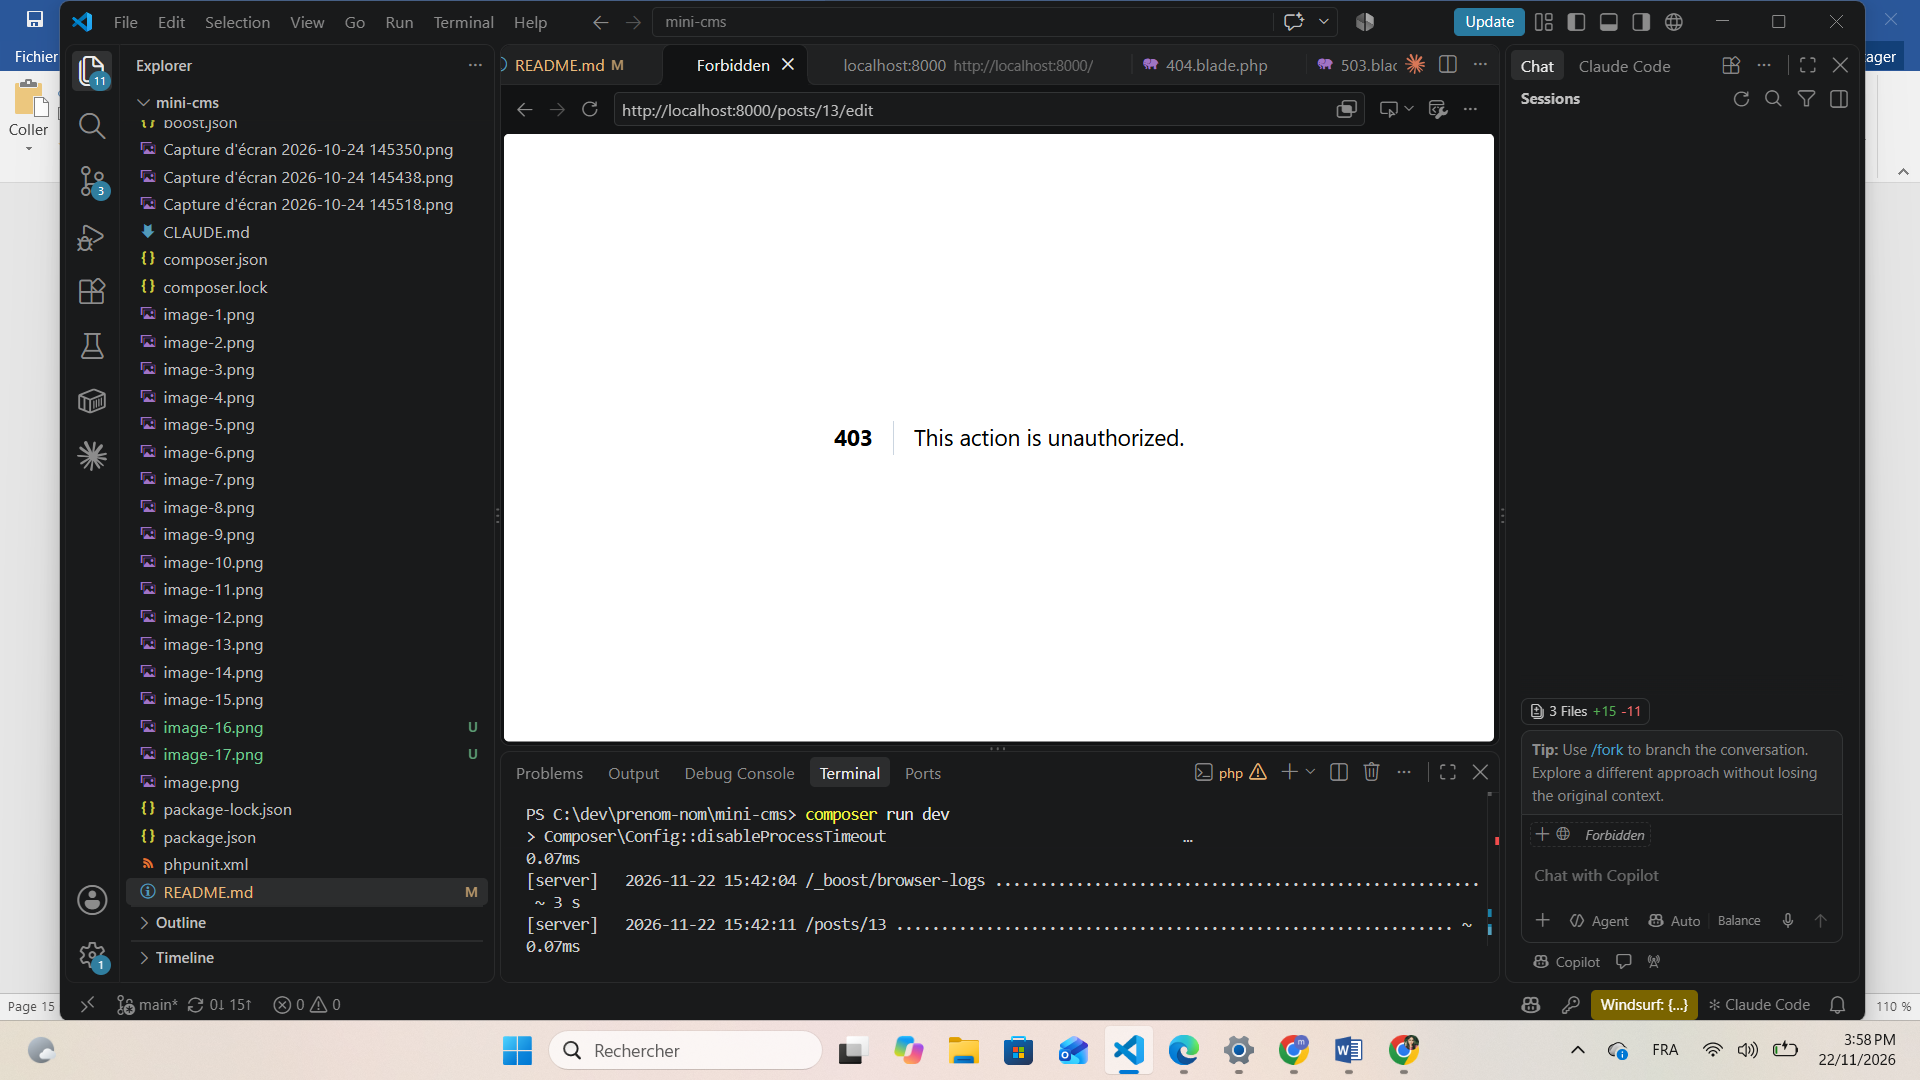 File Edit Selection View Go Run Terminal Help
mini-cms
Update
Fichier
Coller
Page 15
ager
110 %
11
3
1
Explorer
mini-cms
boost.json
Capture d'écran 2026-10-24 145350.png
Capture d'écran 2026-10-24 145438.png
Capture d'écran 2026-10-24 145518.png
CLAUDE.md
composer.json
composer.lock
image-1.png
image-2.png
image-3.png
image-4.png
image-5.png
image-6.png
image-7.png
image-8.png
image-9.png
image-10.png
image-11.png
image-12.png
image-13.png
image-14.png
image-15.png
image-16.png U
image-17.png U
image.png
package-lock.json
package.json
phpunit.xml
README.md M
Outline
Timeline
README.md M
Forbidden
localhost:8000 http://localhost:8000/
404.blade.php
503.blac
http://localhost:8000/posts/13/edit
403
This action is unauthorized.
Problems Output Debug Console Terminal Ports
php
PS C:\dev\prenom-nom\mini-cms> composer run dev
> Composer\Config::disableProcessTimeout …
0.07ms
[server] 2026-11-22 15:42:04 /_boost/browser-logs ......................................................
~ 3 s
[server] 2026-11-22 15:42:11 /posts/13 ............................................................... ~
0.07ms
Chat Claude Code
Sessions
3 Files +15 -11
Tip: Use /fork to branch the conversation.
Explore a different approach without losing
the original context.
Forbidden
Chat with Copilot
Agent Auto Balance
Copilot
main* 0↓ 15↑ 0 0
Windsurf: {...} Claude Code
Rechercher
FRA
3:58 PM
22/11/2026